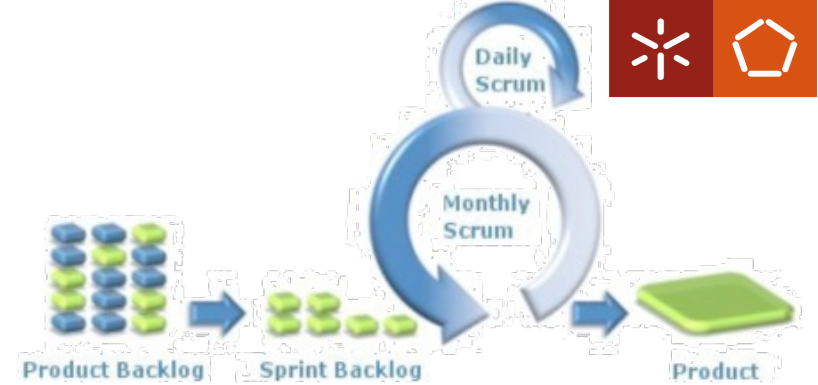 Daily
Scrum
Monthly
Scrum
Product Backlog
Sprint Backlog
Product